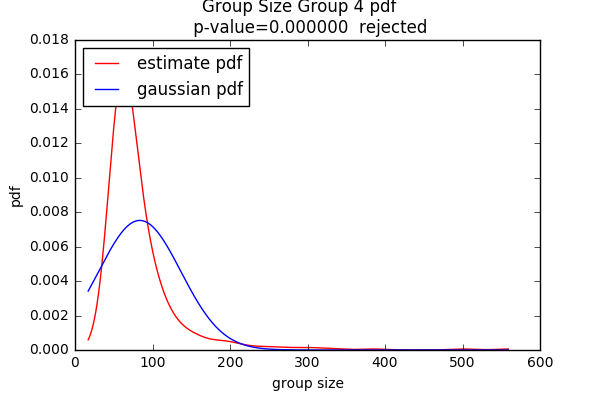 Group Size Group 4 pdf
p-value=0.000000 rejected
0.018
0.016
0.014
0.012
0.010
0.008
0.006
0.004
0.002
0.000
pdf
estimate pdf
gaussian pdf
0 100 200 300 400 500 600
group size